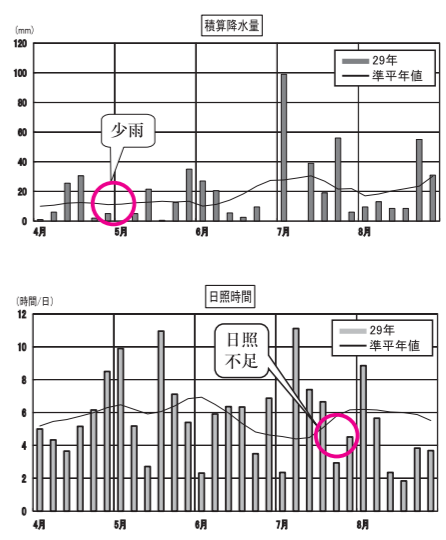 積算降水量
(mm)
120
100
80
60
40
20
0
29年
準平年値
少雨
4月 5月 6月 7月 8月
日照時間
(時間/日)
12
10
8
6
4
2
0
29年
準平年値
日照
不足
4月 5月 6月 7月 8月